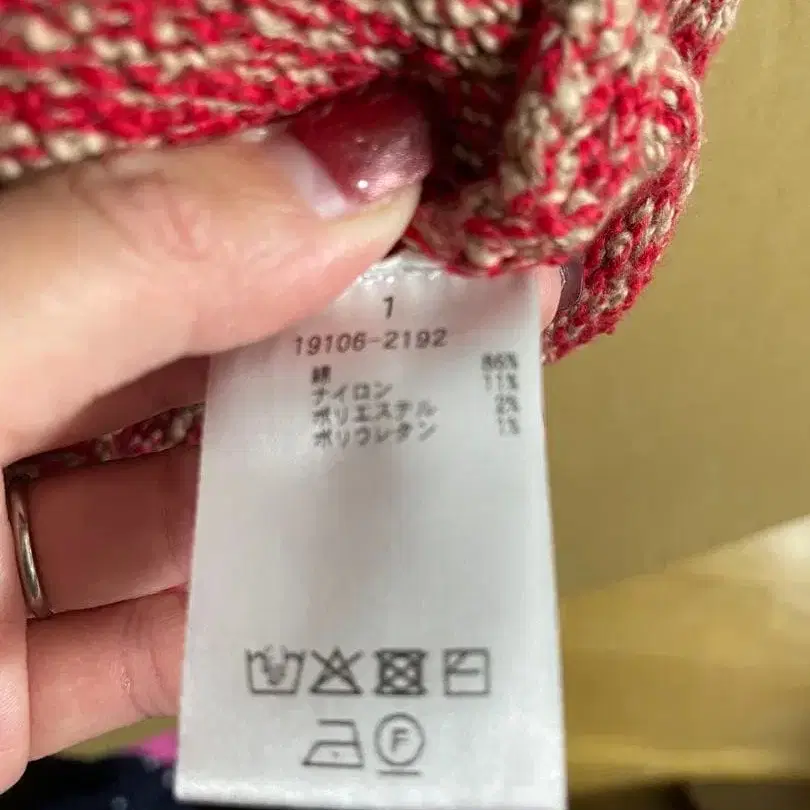 1
19106-2192
綿 86%
ナイロン 11%
ポリエステル 2%
ポリウレタン 1%
F